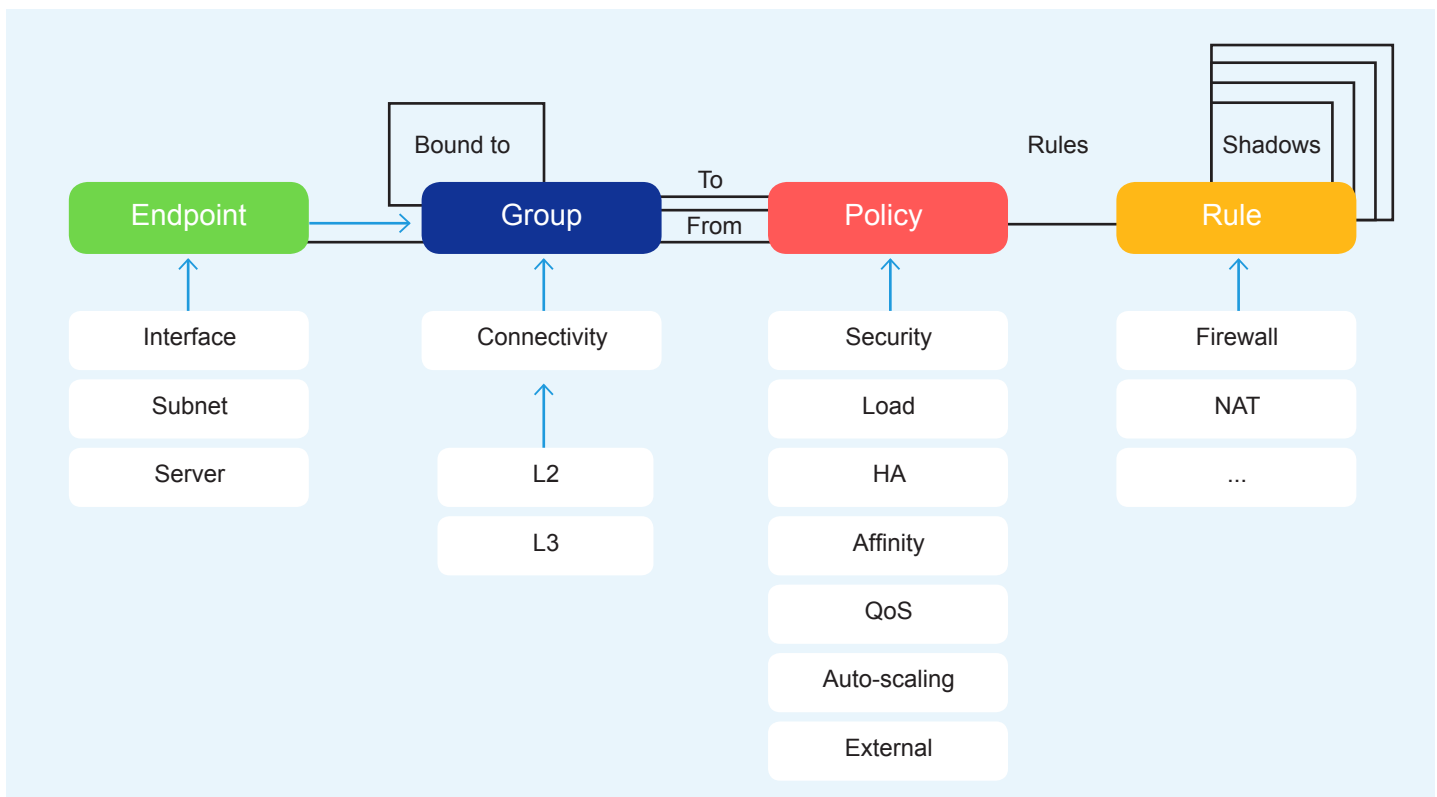 Bound to
Rules
Shadows
To
From
Endpoint
Group
Policy
Rule
Interface
Connectivity
Security
Firewall
Subnet
Load
NAT
Server
L2
HA
...
L3
Affinity
QoS
Auto-scaling
External